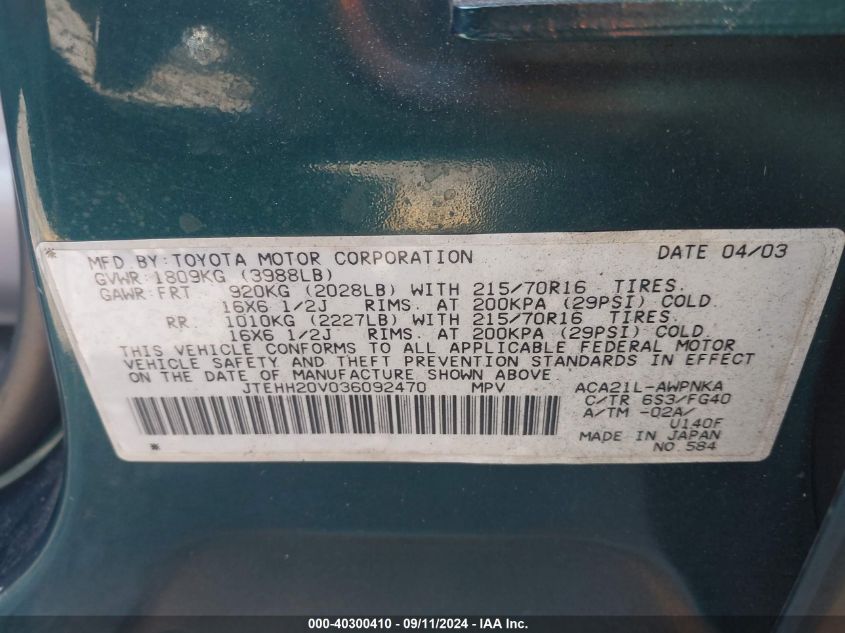 MFD BY:TOYOTA MOTOR CORPORATION DATE 04/03
GVWR:1809KG (3988LB)
GAWR:FRT 920KG (2028LB) WITH 215/70R16 TIRES.
16X6 1/2J RIMS. AT 200KPA (29PSI) COLD
RR 1010KG (2227LB) WITH 215/70R16 TIRES.
16X6 1/2J RIMS. AT 200KPA (29PSI) COLD
THIS VEHICLE CONFORMS TO ALL APPLICABLE FEDERAL MOTOR
VEHICLE SAFETY AND THEFT PREVENTION STANDARDS IN EFFECT
ON DATE OF MANUFACTURE SHOWN ABOVE.
JTEHH20V036092470 MPV ACA21L-AWPNKA
C/TR 6S3/FG40
A/TM -02A/
U140F
MADE IN JAPAN
NO.584
000-40300410 - 09/11/2024 - IAA Inc.